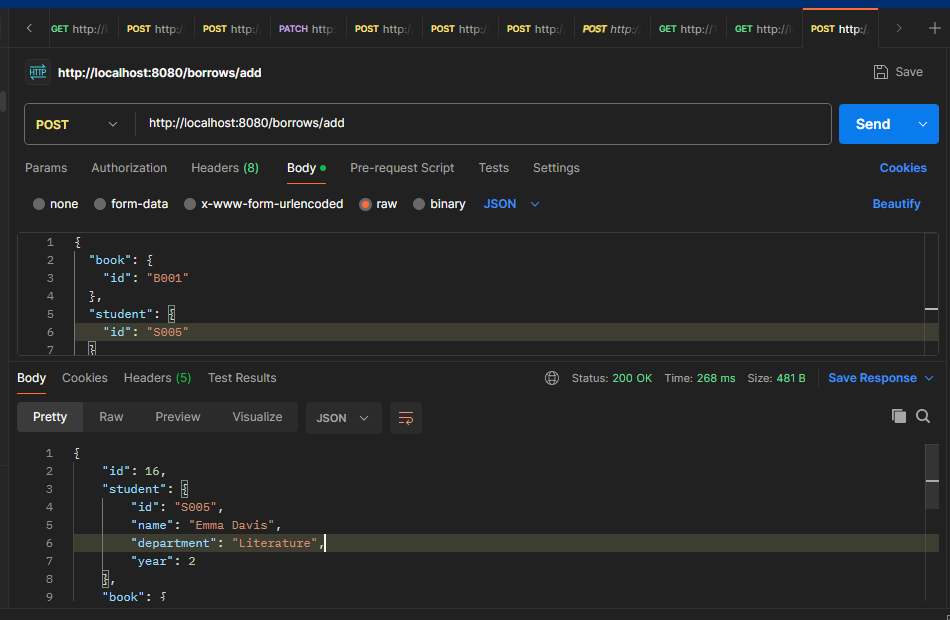 GET http://l POST http:/ POST http:/ PATCH http: POST http:/ POST http:/ POST http:/ POST http:/ GET http://1 GET http://l POST http:/
HTTP http://localhost:8080/borrows/add Save
POST http://localhost:8080/borrows/add Send
Params Authorization Headers (8) Body Pre-request Script Tests Settings Cookies
none form-data x-www-form-urlencoded raw binary JSON Beautify
1 {
2 "book": {
3 "id": "B001"
4 },
5 "student": {
6 "id": "S005"
7 }
Body Cookies Headers (5) Test Results Status: 200 OK Time: 268 ms Size: 481 B Save Response
Pretty Raw Preview Visualize JSON
1 {
2 "id": 16,
3 "student": {
4 "id": "S005",
5 "name": "Emma Davis",
6 "department": "Literature",
7 "year": 2
8 },
9 "book": {